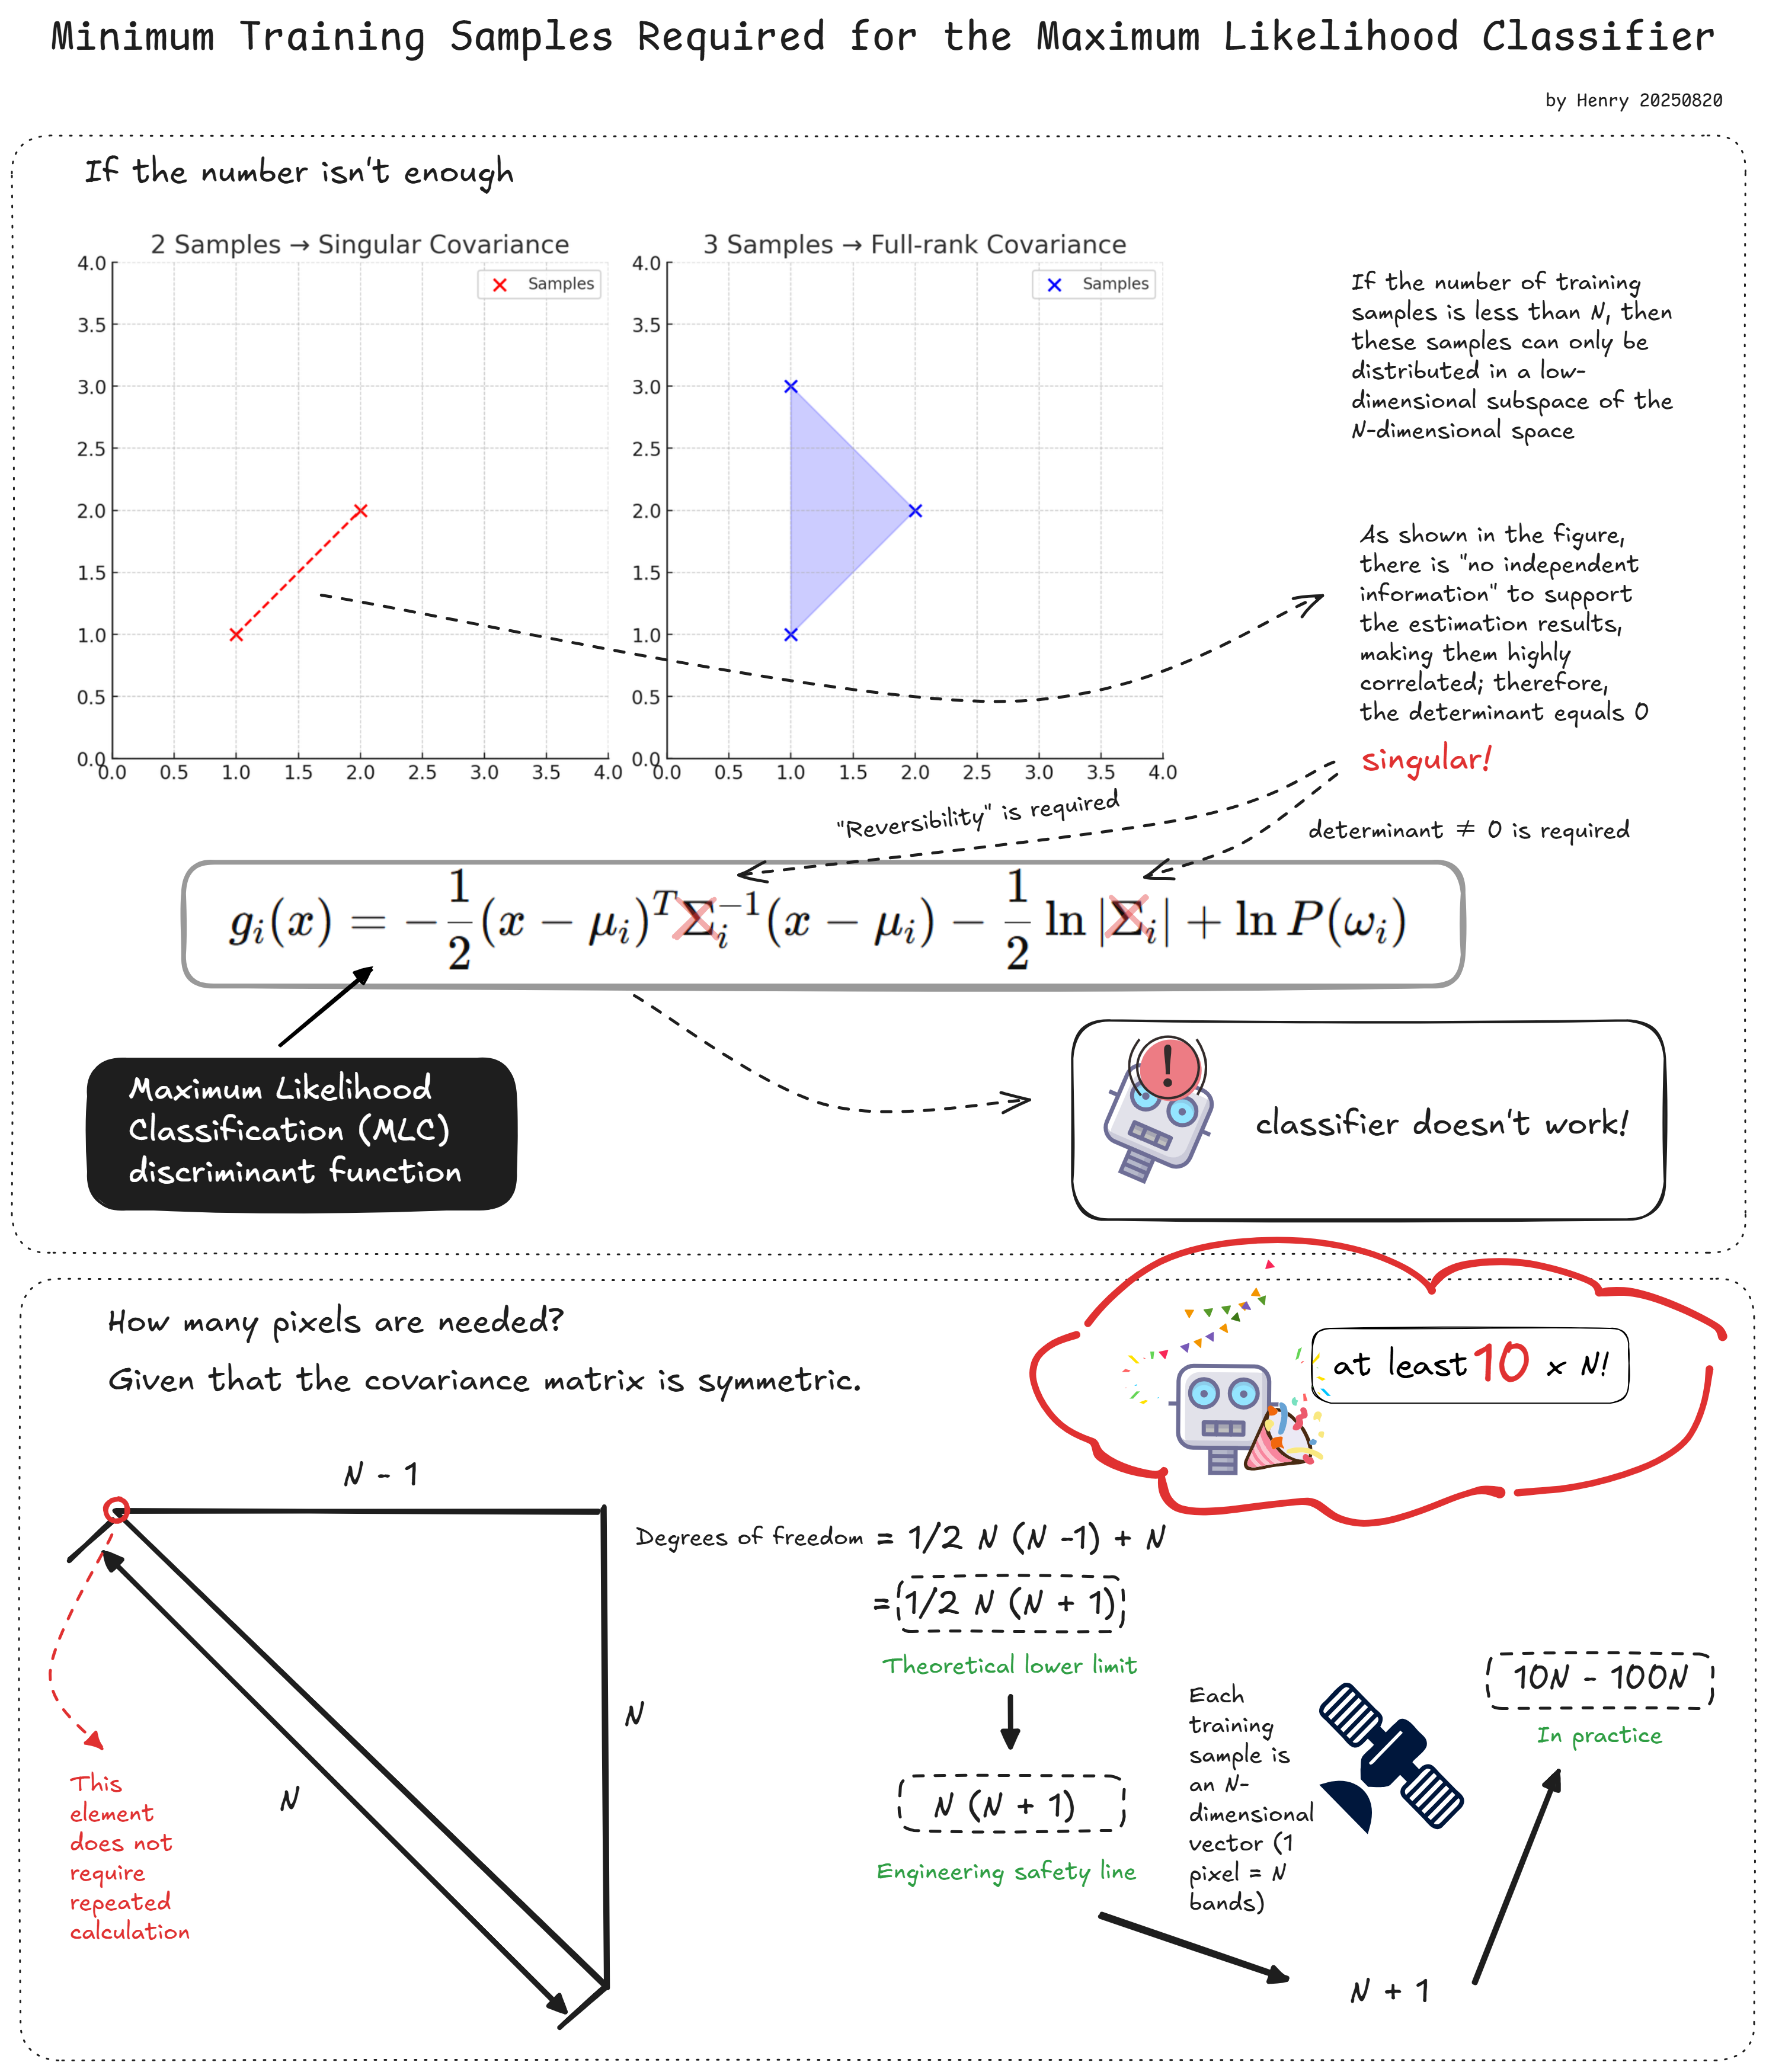 Minimum Training Samples Required for the Maximum Likelihood Classifier
by Henry 20250820
If the number isn't enough
2 Samples → Singular Covariance
Samples
4.0
3.5
3.0
2.5
2.0
1.5
1.0
0.5
0.0
0.0 0.5 1.0 1.5 2.0 2.5 3.0 3.5 4.0
3 Samples → Full-rank Covariance
Samples
4.0
3.5
3.0
2.5
2.0
1.5
1.0
0.5
0.0
0.0 0.5 1.0 1.5 2.0 2.5 3.0 3.5 4.0
If the number of training
samples is less than N, then
these samples can only be
distributed in a low-
dimensional subspace of the
N-dimensional space
As shown in the figure,
there is "no independent
information" to support
the estimation results,
making them highly
correlated; therefore,
the determinant equals 0
singular!
"Reversibility" is required
determinant ≠ 0 is required
g_i(x) = -\frac{1}{2}(x - μ_i)^T Σ_i^{-1}(x - μ_i) - \frac{1}{2} ln |Σ_i| + ln P(ω_i)
Maximum Likelihood
Classification (MLC)
discriminant function
!
classifier doesn't work!
How many pixels are needed?
Given that the covariance matrix is symmetric.
at least 10 x N!
N - 1
N
N
This
element
does not
require
repeated
calculation
Degrees of freedom = 1/2 N (N -1) + N
= 1/2 N (N + 1)
Theoretical lower limit
N (N + 1)
Engineering safety line
Each
training
sample is
an N-
dimensional
vector (1
pixel = N
bands)
N + 1
10N - 100N
In practice